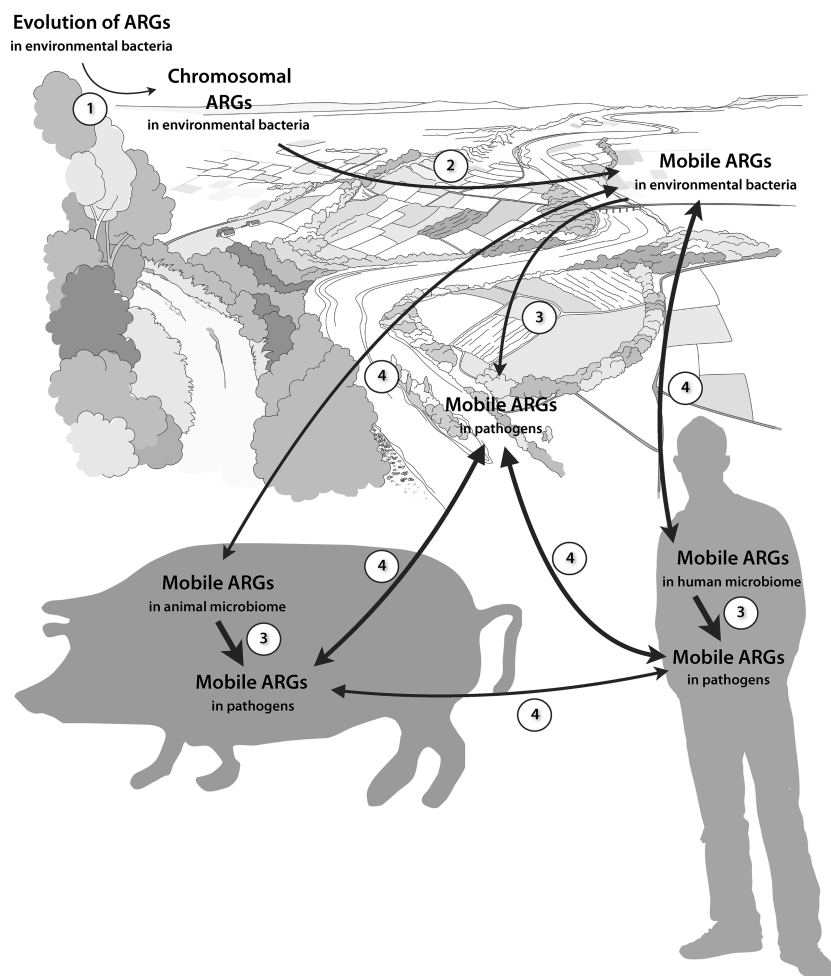 Evolution of ARGs
in environmental bacteria
1
Chromosomal
ARGs
in environmental bacteria
2
Mobile ARGs
in environmental bacteria
3
4
4
Mobile ARGs
in pathogens
4
4
Mobile ARGs
in animal microbiome
3
Mobile ARGs
in pathogens
Mobile ARGs
in human microbiome
3
Mobile ARGs
in pathogens
4